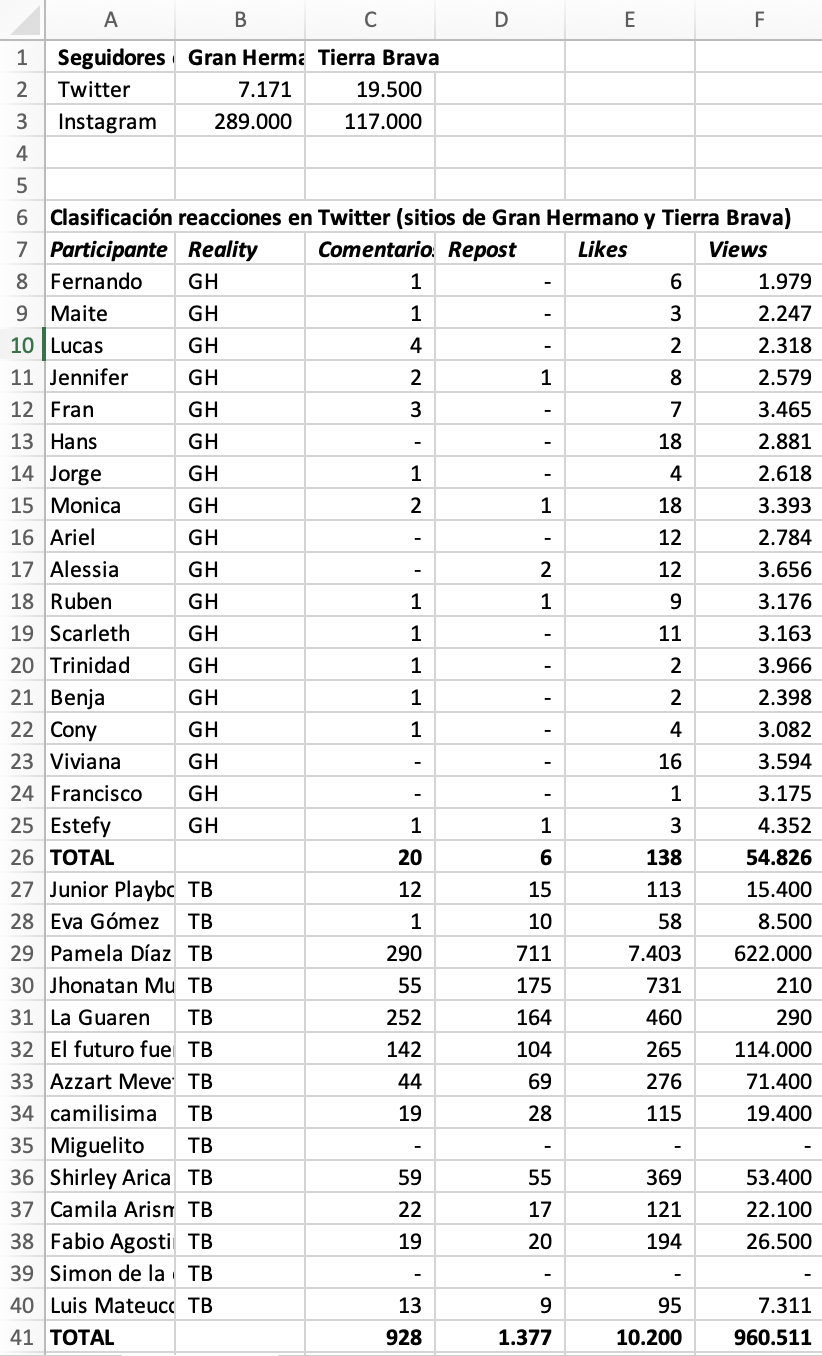 A B C D E F
1 Seguidores Gran Herma Tierra Brava
2 Twitter 7.171 19.500
3 Instagram 289.000 117.000
4
5
6 Clasificación reacciones en Twitter (sitios de Gran Hermano y Tierra Brava)
7 Participante Reality Comentarios Repost Likes Views
8 Fernando GH 1 - 6 1.979
9 Maite GH 1 - 3 2.247
10 Lucas GH 4 - 2 2.318
11 Jennifer GH 2 1 8 2.579
12 Fran GH 3 - 7 3.465
13 Hans GH - - 18 2.881
14 Jorge GH 1 - 4 2.618
15 Monica GH 2 1 18 3.393
16 Ariel GH - - 12 2.784
17 Alessia GH - 2 12 3.656
18 Ruben GH 1 1 9 3.176
19 Scarleth GH 1 - 11 3.163
20 Trinidad GH 1 - 2 3.966
21 Benja GH 1 - 2 2.398
22 Cony GH 1 - 4 3.082
23 Viviana GH - - 16 3.594
24 Francisco GH - - 1 3.175
25 Estefy GH 1 1 3 4.352
26 TOTAL 20 6 138 54.826
27 Junior Playbo TB 12 15 113 15.400
28 Eva Gómez TB 1 10 58 8.500
29 Pamela Díaz TB 290 711 7.403 622.000
30 Jhonatan Mu TB 55 175 731 210
31 La Guaren TB 252 164 460 290
32 El futuro fue TB 142 104 265 114.000
33 Azzart Meve TB 44 69 276 71.400
34 camilisima TB 19 28 115 19.400
35 Miguelito TB - - - -
36 Shirley Arica TB 59 55 369 53.400
37 Camila Arism TB 22 17 121 22.100
38 Fabio Agosti TB 19 20 194 26.500
39 Simon de la TB - - - -
40 Luis Mateucc TB 13 9 95 7.311
41 TOTAL 928 1.377 10.200 960.511